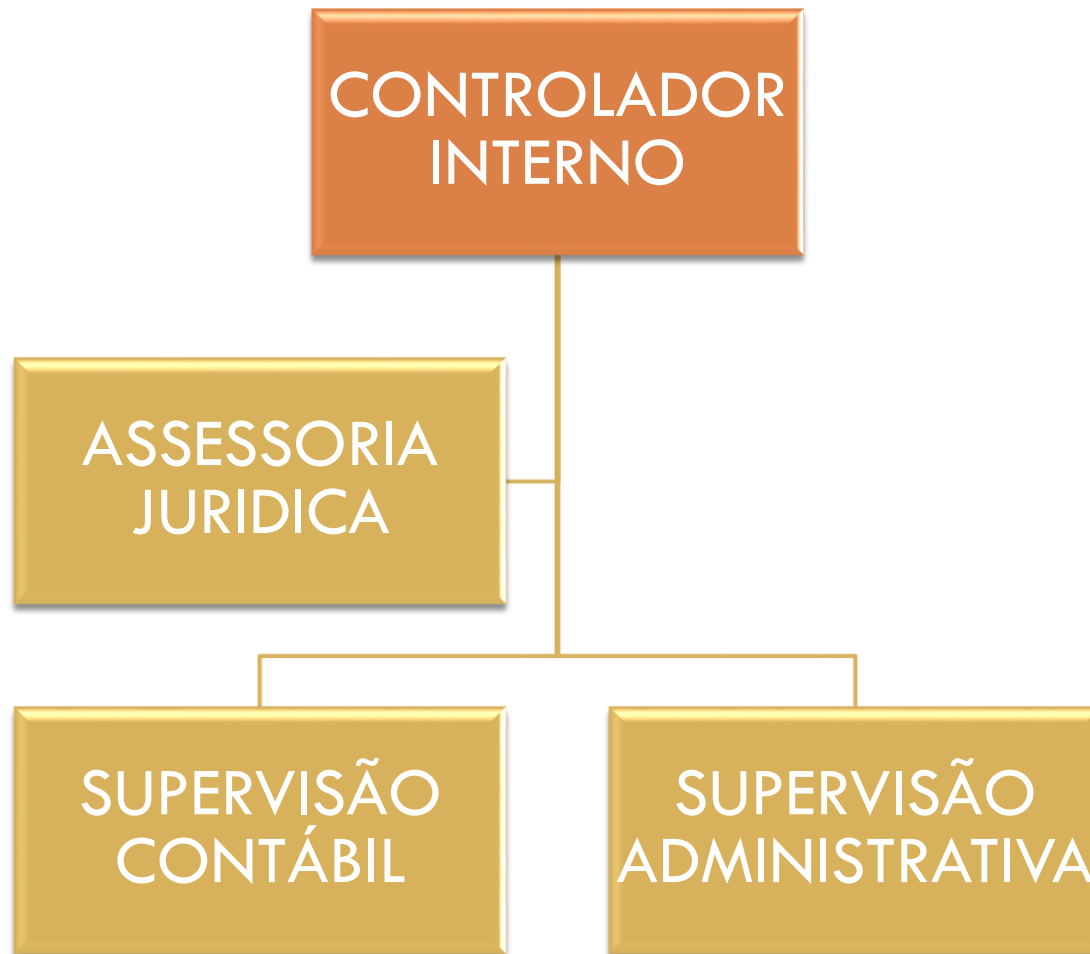 CONTROLADOR
INTERNO
ASSESSORIA
JURIDICA
SUPERVISÃO
CONTÁBIL
SUPERVISÃO
ADMINISTRATIVA